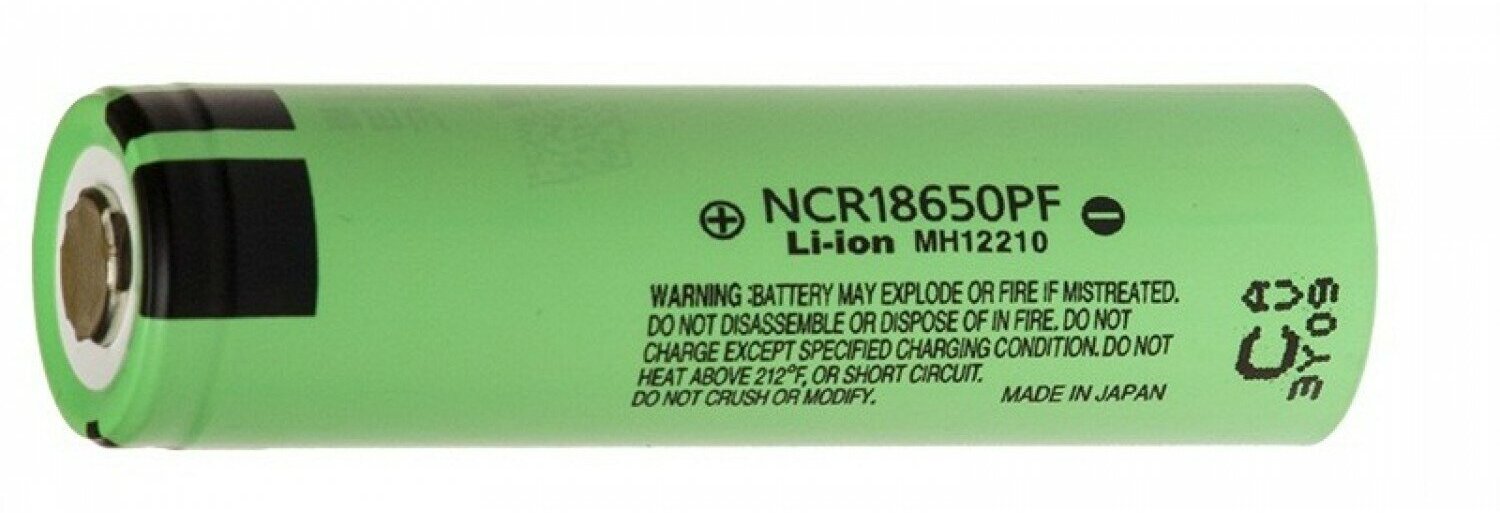 ⊕ NCR18650PF ⊖
Li-ion MH12210
WARNING :BATTERY MAY EXPLODE OR FIRE IF MISTREATED.
DO NOT DISASSEMBLE OR DISPOSE OF IN FIRE. DO NOT
CHARGE EXCEPT SPECIFIED CHARGING CONDITION. DO NOT
HEAT ABOVE 212°F, OR SHORT CIRCUIT.
DO NOT CRUSH OR MODIFY. MADE IN JAPAN